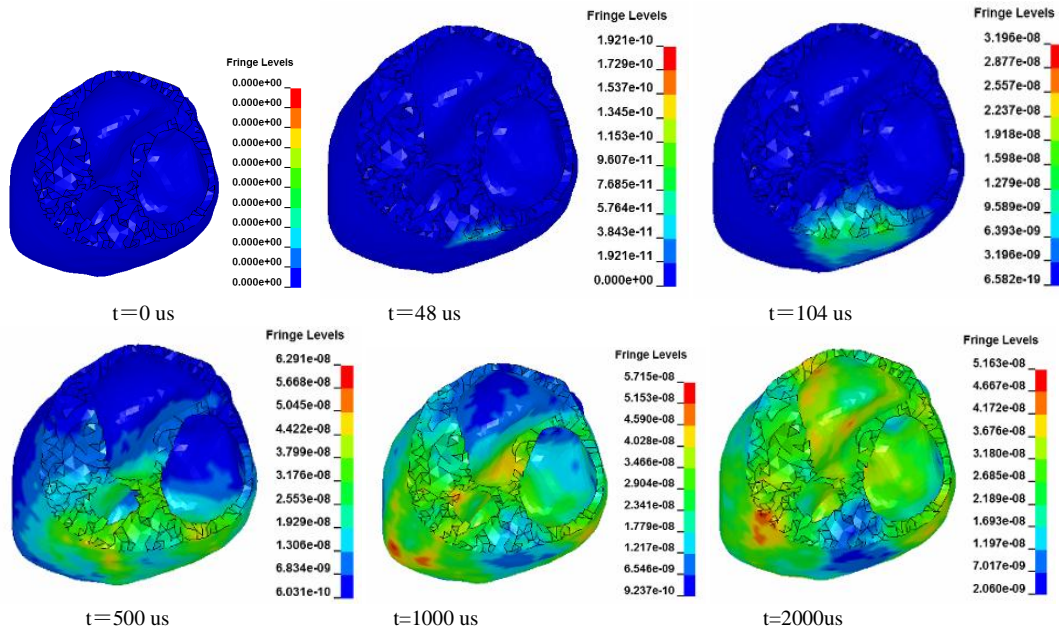 Fringe Levels
0.000e+00
0.000e+00
0.000e+00
0.000e+00
0.000e+00
0.000e+00
0.000e+00
0.000e+00
0.000e+00
0.000e+00
0.000e+00
t=0 us
Fringe Levels
1.921e-10
1.729e-10
1.537e-10
1.345e-10
1.153e-10
9.607e-11
7.685e-11
5.764e-11
3.843e-11
1.921e-11
0.000e+00
t=48 us
Fringe Levels
3.196e-08
2.877e-08
2.557e-08
2.237e-08
1.918e-08
1.598e-08
1.279e-08
9.589e-09
6.393e-09
3.196e-09
6.582e-19
t=104 us
Fringe Levels
6.291e-08
5.668e-08
5.045e-08
4.422e-08
3.799e-08
3.176e-08
2.553e-08
1.929e-08
1.306e-08
6.834e-09
6.031e-10
t=500 us
Fringe Levels
5.715e-08
5.153e-08
4.590e-08
4.028e-08
3.466e-08
2.904e-08
2.341e-08
1.779e-08
1.217e-08
6.546e-09
9.237e-10
t=1000 us
Fringe Levels
5.163e-08
4.667e-08
4.172e-08
3.676e-08
3.180e-08
2.685e-08
2.189e-08
1.693e-08
1.197e-08
7.017e-09
2.060e-09
t=2000us